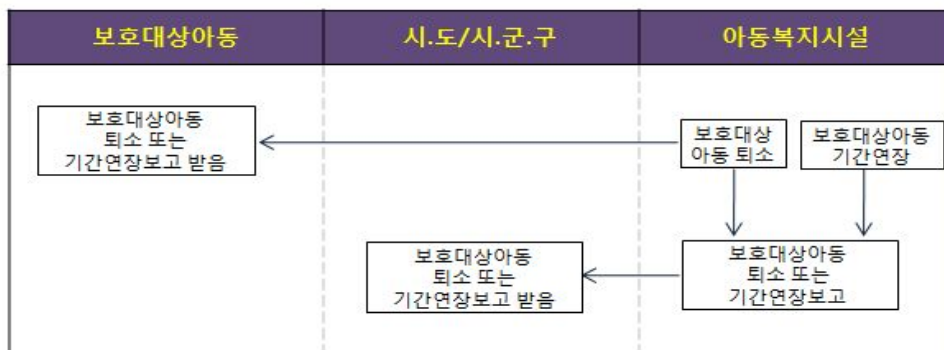 보호대상아동
시.도/시.군.구
아동복지시설
보호대상아동
퇴소 또는
기간연장보고 받음
보호대상
아동 퇴소
보호대상아동
기간연장
보호대상아동
퇴소 또는
기간연장보고 받음
보호대상아동
퇴소 또는
기간연장보고